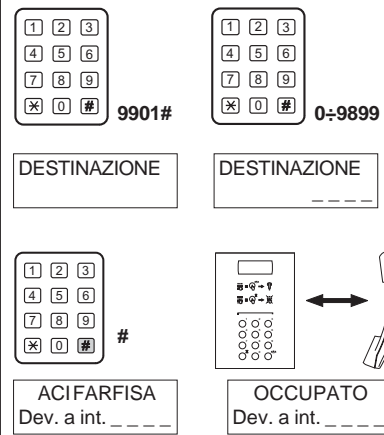 1 2 3
4 5 6
7 8 9
* 0 #
9901#
1 2 3
4 5 6
7 8 9
* 0 #
0÷9899
DESTINAZIONE
DESTINAZIONE
_ _ _ _
1 2 3
4 5 6
7 8 9
* 0 #
#
ACIFARFISA
Dev. a int. _ _ _ _
OCCUPATO
Dev. a int. _ _ _ _